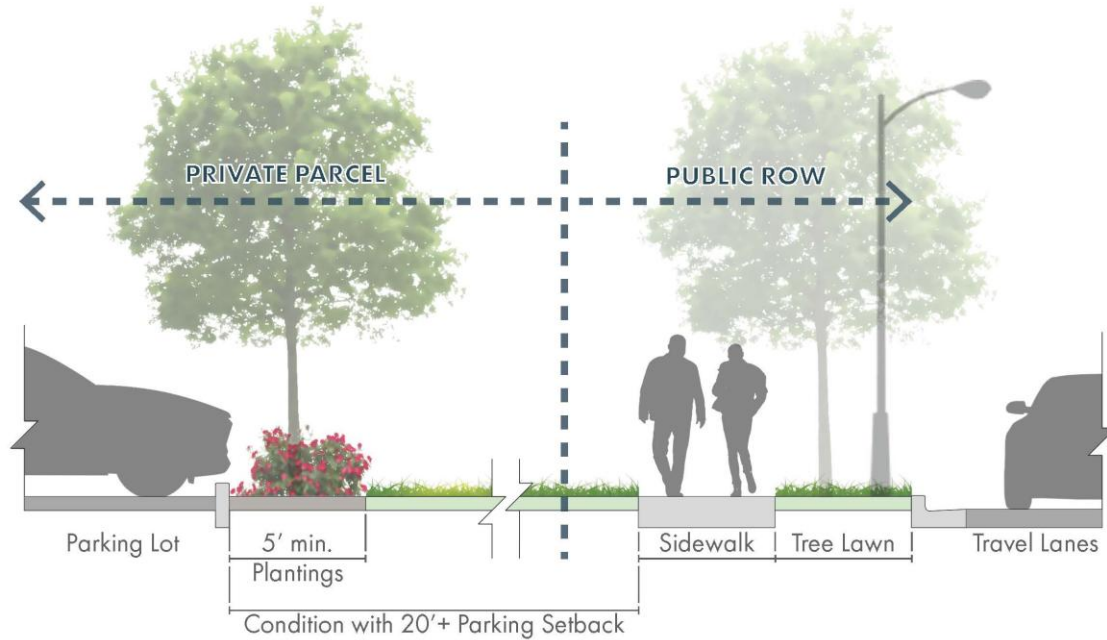 PRIVATE PARCEL
PUBLIC ROW
Parking Lot
5' min.
Plantings
Sidewalk
Tree Lawn
Travel Lanes
Condition with 20'+ Parking Setback